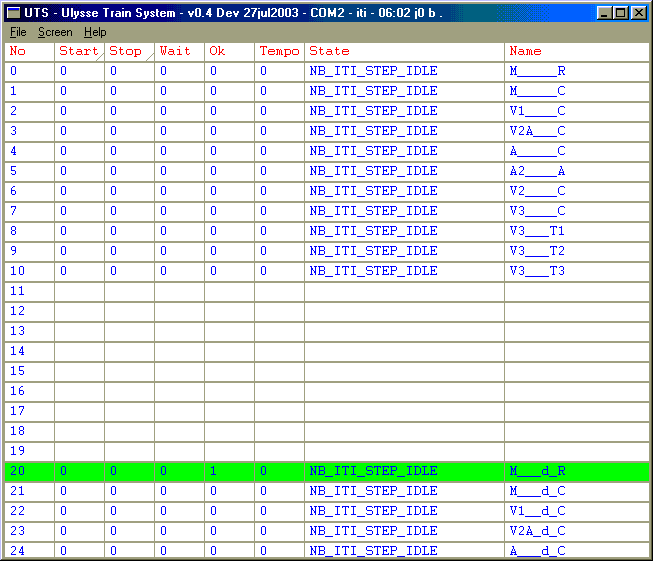 UTS - Ulysse Train System - v0.4 Dev 27jul2003 - COM2 - iti - 06:02 j0 b .
File Screen Help
No Start Stop Wait Ok Tempo State Name
0 0 0 0 0 0 NB_ITI_STEP_IDLE M_____R
1 0 0 0 0 0 NB_ITI_STEP_IDLE M_____C
2 0 0 0 0 0 NB_ITI_STEP_IDLE V1____C
3 0 0 0 0 0 NB_ITI_STEP_IDLE V2A___C
4 0 0 0 0 0 NB_ITI_STEP_IDLE A_____C
5 0 0 0 0 0 NB_ITI_STEP_IDLE A2____A
6 0 0 0 0 0 NB_ITI_STEP_IDLE V2____C
7 0 0 0 0 0 NB_ITI_STEP_IDLE V3____C
8 0 0 0 0 0 NB_ITI_STEP_IDLE V3___T1
9 0 0 0 0 0 NB_ITI_STEP_IDLE V3___T2
10 0 0 0 0 0 NB_ITI_STEP_IDLE V3___T3
11
12
13
14
15
16
17
18
19
20 0 0 0 1 0 NB_ITI_STEP_IDLE M___d_R
21 0 0 0 0 0 NB_ITI_STEP_IDLE M___d_C
22 0 0 0 0 0 NB_ITI_STEP_IDLE V1__d_C
23 0 0 0 0 0 NB_ITI_STEP_IDLE V2A_d_C
24 0 0 0 0 0 NB_ITI_STEP_IDLE A___d_C